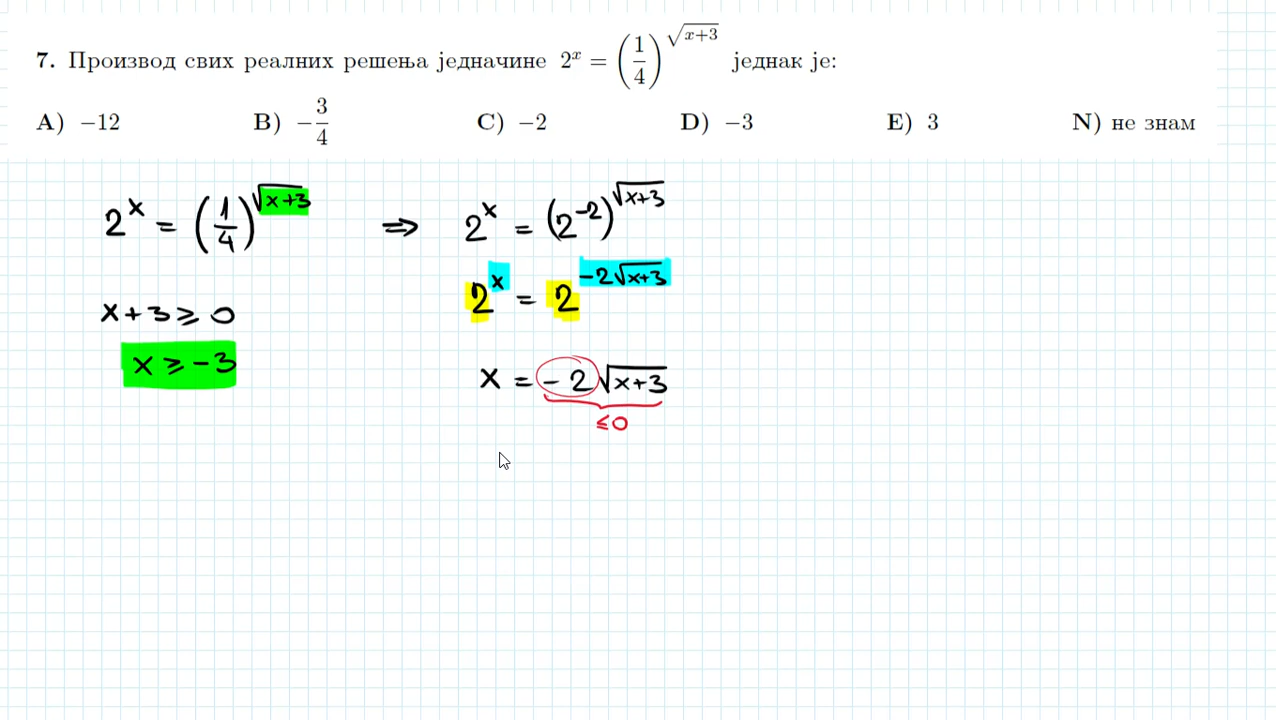 7. Производ свих реалних решења једначине 2^x = (1/4)^√(x+3) једнак је:
A) −12 B) −3/4 C) −2 D) −3 E) 3 N) не знам
2^x = (1/4)^√(x+3) ⇒ 2^x = (2^−2)^√(x+3)
2^x = 2^−2√(x+3)
x+3 ≥ 0
x ≥ −3
x = −2√(x+3)
≤0